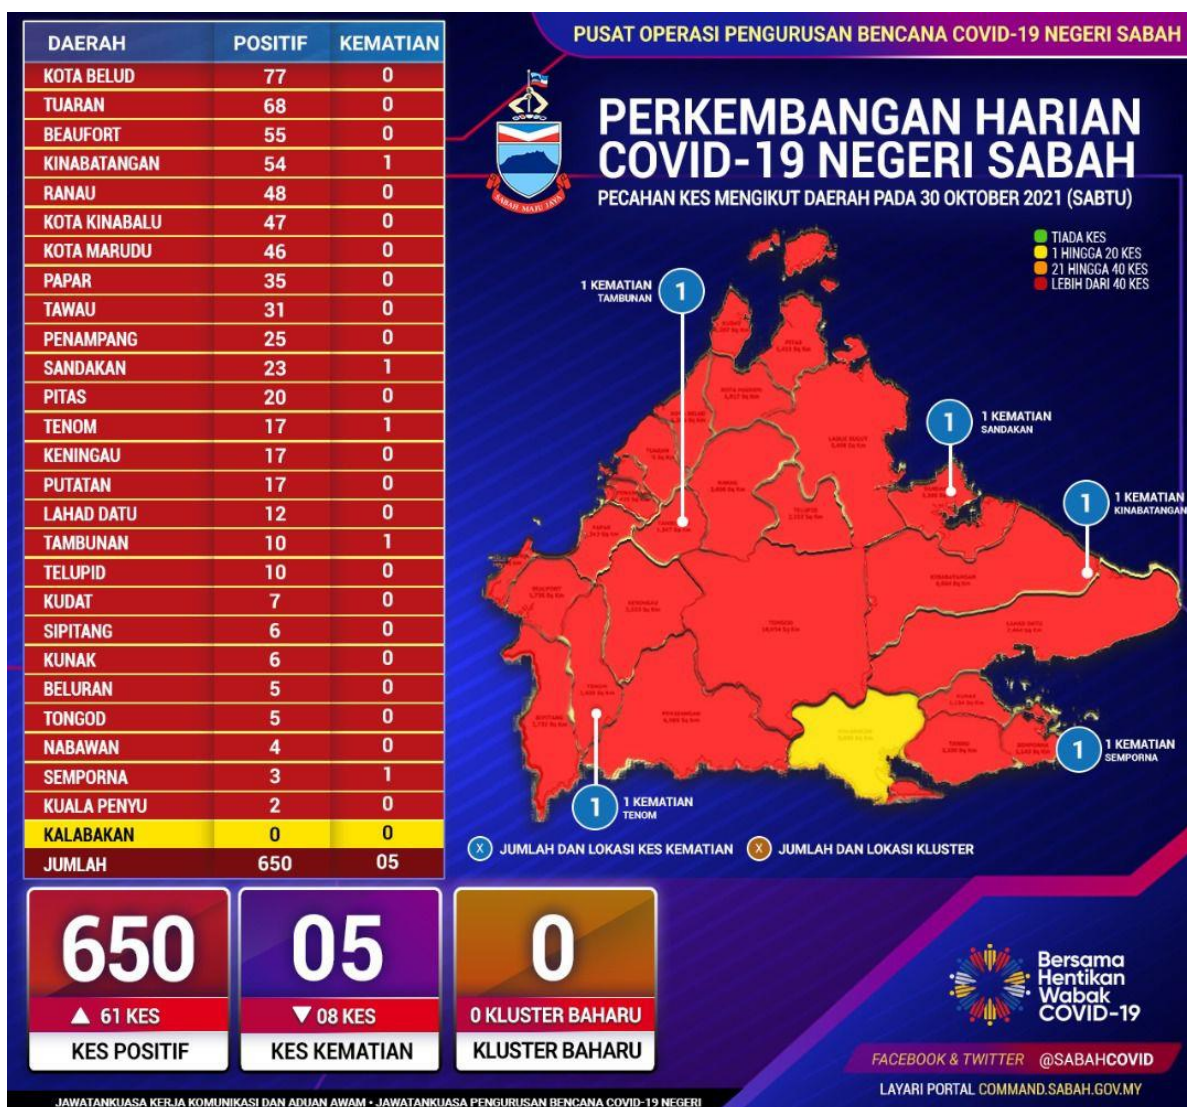 DAERAH POSITIF KEMATIAN
KOTA BELUD 77 0
TUARAN 68 0
BEAUFORT 55 0
KINABATANGAN 54 1
RANAU 48 0
KOTA KINABALU 47 0
KOTA MARUDU 46 0
PAPAR 35 0
TAWAU 31 0
PENAMPANG 25 0
SANDAKAN 23 1
PITAS 20 0
TENOM 17 1
KENINGAU 17 0
PUTATAN 17 0
LAHAD DATU 12 0
TAMBUNAN 10 1
TELUPID 10 0
KUDAT 7 0
SIPITANG 6 0
KUNAK 6 0
BELURAN 5 0
TONGOD 5 0
NABAWAN 4 0
SEMPORNA 3 1
KUALA PENYU 2 0
KALABAKAN 0 0
JUMLAH 650 05
PUSAT OPERASI PENGURUSAN BENCANA COVID-19 NEGERI SABAH
SABAH MAJU JAYA
PERKEMBANGAN HARIAN
COVID-19 NEGERI SABAH
PECAHAN KES MENGIKUT DAERAH PADA 30 OKTOBER 2021 (SABTU)
TIADA KES
1 HINGGA 20 KES
21 HINGGA 40 KES
LEBIH DARI 40 KES
1 KEMATIAN
TAMBUNAN
1
1
1 KEMATIAN
SANDAKAN
1
1 KEMATIAN
KINABATANGAN
1
1 KEMATIAN
SEMPORNA
1
1 KEMATIAN
TENOM
X JUMLAH DAN LOKASI KES KEMATIAN
X JUMLAH DAN LOKASI KLUSTER
650
▲ 61 KES
KES POSITIF
05
▼ 08 KES
KES KEMATIAN
0
0 KLUSTER BAHARU
KLUSTER BAHARU
Bersama
Hentikan
Wabak
COVID-19
FACEBOOK & TWITTER @SABAHCOVID
LAYARI PORTAL COMMAND.SABAH.GOV.MY
JAWATANKUASA KERJA KOMUNIKASI DAN ADUAN AWAM • JAWATANKUASA PENGURUSAN BENCANA COVID-19 NEGERI